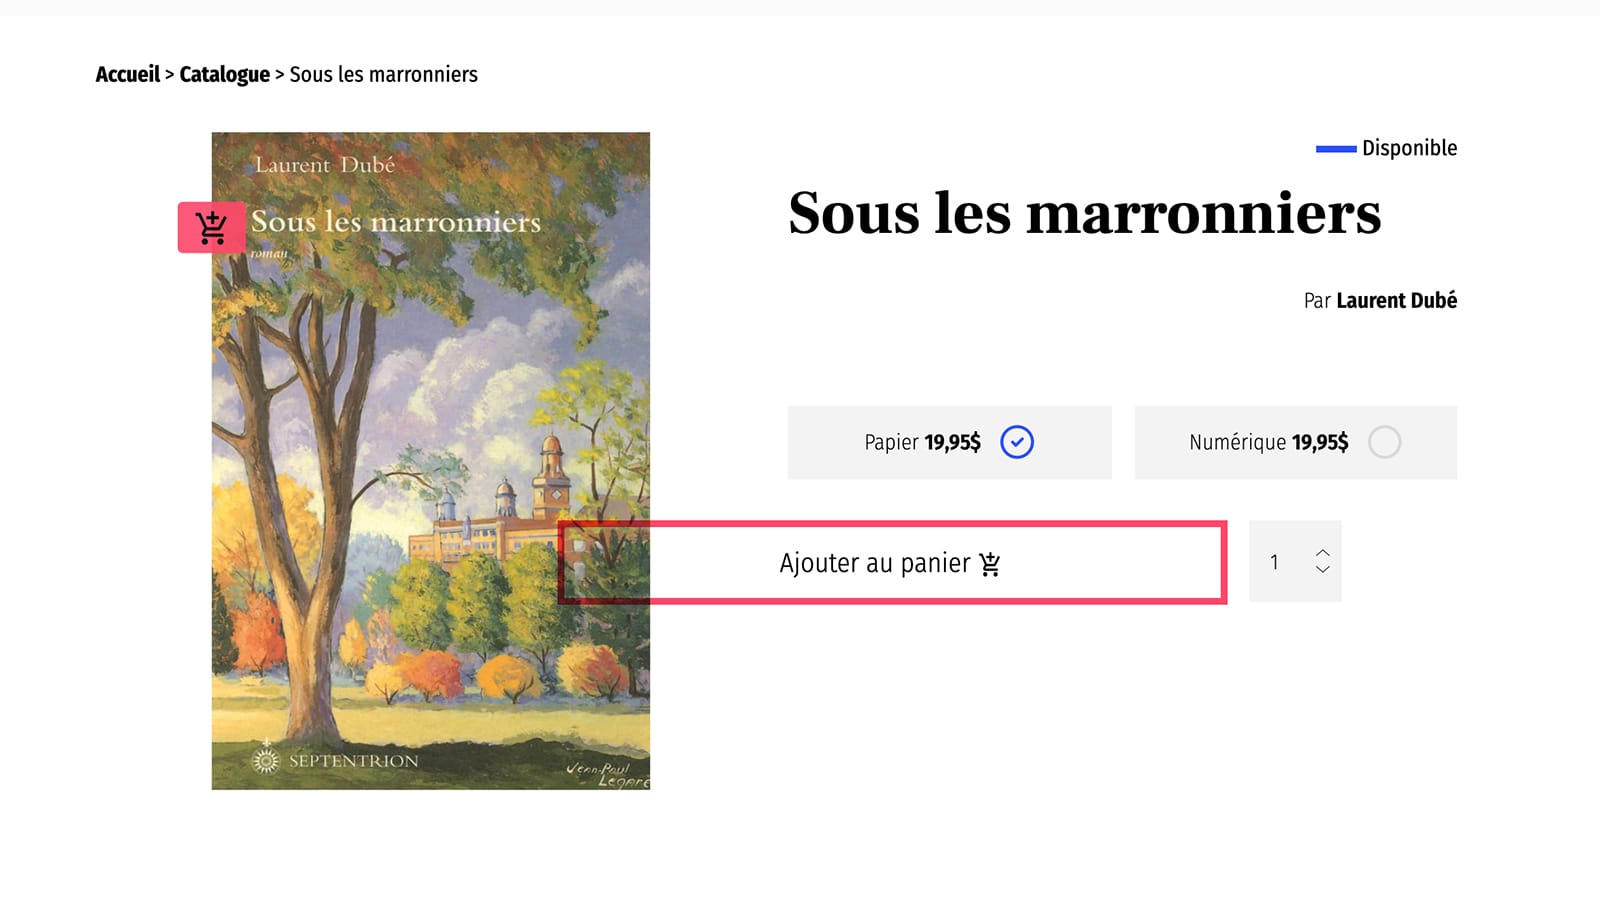 Accueil > Catalogue > Sous les marronniers
Laurent Dubé
Sous les marronniers
roman
SEPTENTRION
Jean-Paul
Légaré
Disponible
Sous les marronniers
Par Laurent Dubé
Papier 19,95$
Numérique 19,95$
Ajouter au panier
1